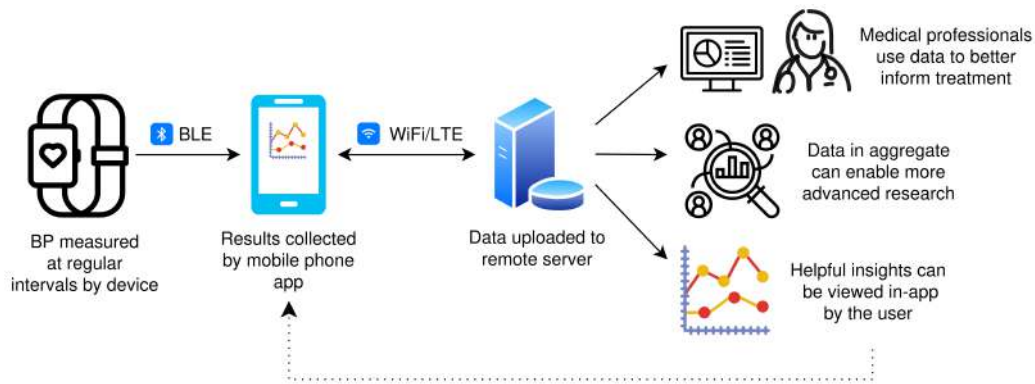 BLE
WiFi/LTE
BP measured
at regular
intervals by device
Results collected
by mobile phone
app
Data uploaded to
remote server
Medical professionals
use data to better
inform treatment
Data in aggregate
can enable more
advanced research
Helpful insights can
be viewed in-app
by the user